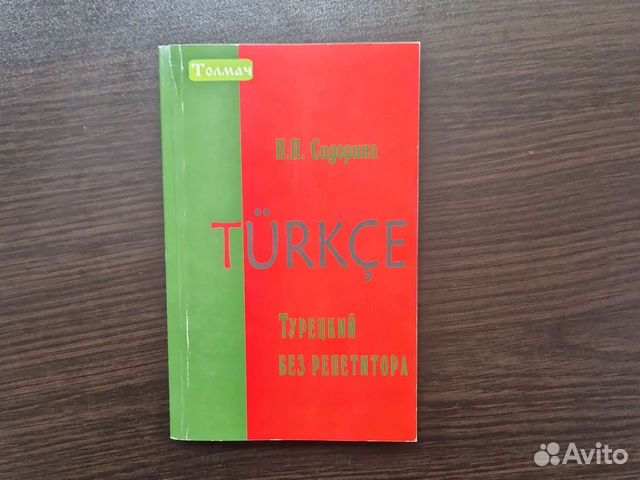 Толмач
Н.П. Сидорина
TÜRKÇE
Турецкий
без репетитора
Avito